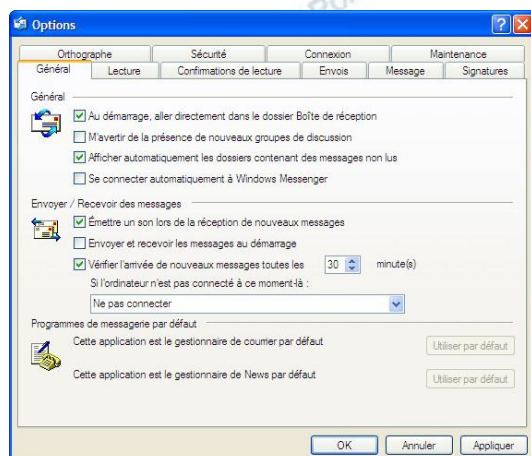 Options
Orthographe Sécurité Connexion Maintenance
Général Lecture Confirmations de lecture Envois Message Signatures
Général
Au démarrage, aller directement dans le dossier Boîte de réception
M'avertir de la présence de nouveaux groupes de discussion
Afficher automatiquement les dossiers contenant des messages non lus
Se connecter automatiquement à Windows Messenger
Envoyer / Recevoir des messages
Émettre un son lors de la réception de nouveaux messages
Envoyer et recevoir les messages au démarrage
Vérifier l'arrivée de nouveaux messages toutes les 30 minute(s)
Si l'ordinateur n'est pas connecté à ce moment-là :
Ne pas connecter
Programmes de messagerie par défaut
Cette application est le gestionnaire de courrier par défaut Utiliser par défaut
Cette application est le gestionnaire de News par défaut Utiliser par défaut
OK Annuler Appliquer